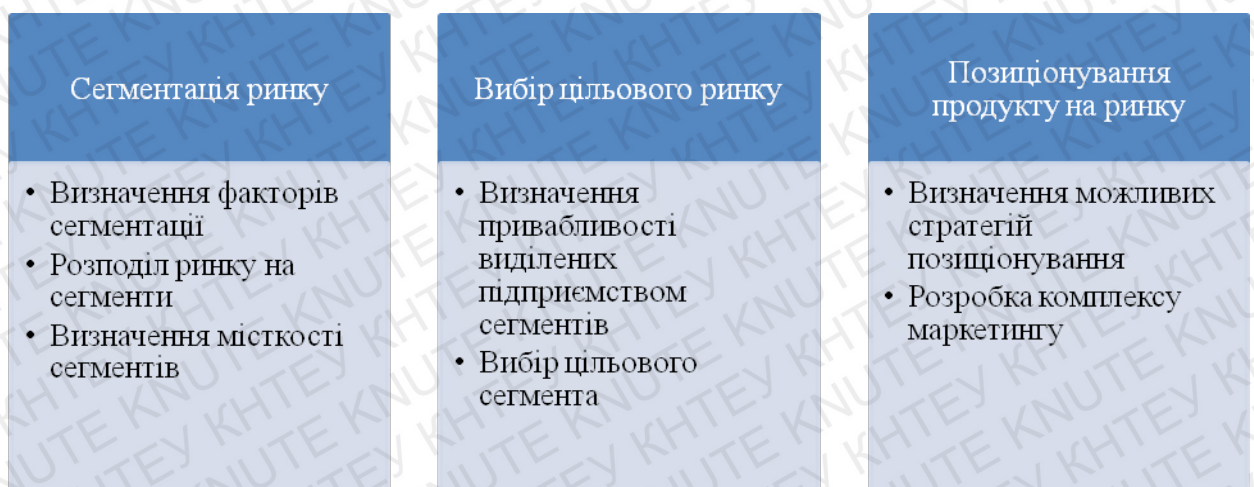 Сегментація ринку
• Визначення факторів
сегментації
• Розподіл ринку на
сегменти
• Визначення місткості
сегментів
Вибір цільового ринку
• Визначення
привабливості
виділених
підприємством
сегментів
• Вибір цільового
сегмента
Позиціонування
продукту на ринку
• Визначення можливих
стратегій
позиціонування
• Розробка комплексу
маркетингу